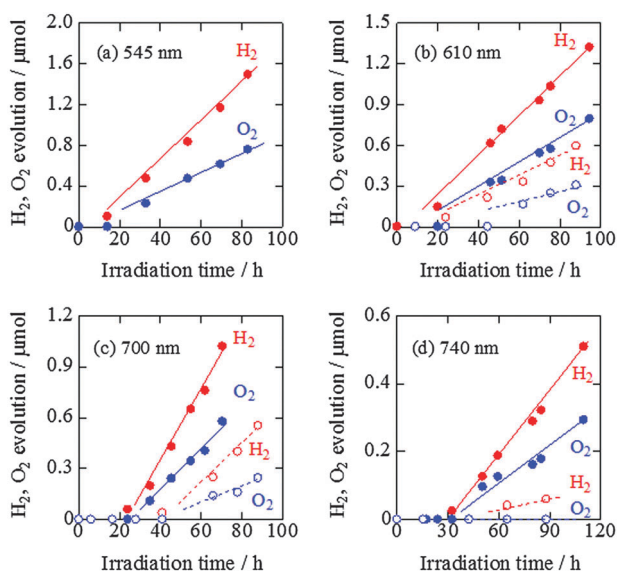 H₂, O₂ evolution / μmol
2.0
1.6
1.2
0.8
0.4
0
(a) 545 nm
H₂
O₂
0 20 40 60 80 100
Irradiation time / h
H₂, O₂ evolution / μmol
1.5
1.2
0.9
0.6
0.3
0
(b) 610 nm
H₂
O₂
H₂
O₂
0 20 40 60 80 100
Irradiation time / h
H₂, O₂ evolution / μmol
1.2
0.9
0.6
0.3
0
(c) 700 nm
H₂
O₂
H₂
O₂
0 20 40 60 80 100
Irradiation time / h
H₂, O₂ evolution / μmol
0.6
0.4
0.2
0
(d) 740 nm
H₂
O₂
H₂
O₂
0 30 60 90 120
Irradiation time / h